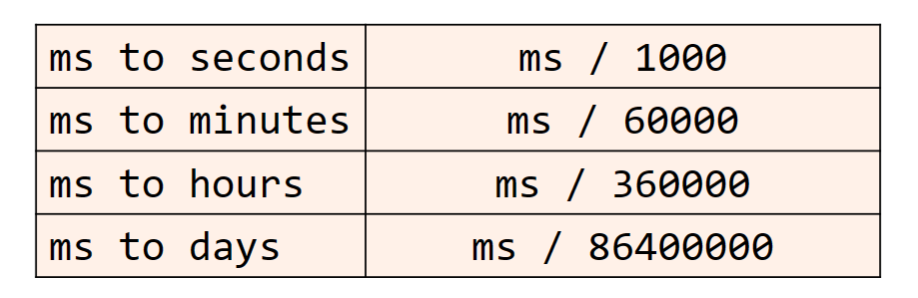 ms to seconds ms / 1000
ms to minutes ms / 60000
ms to hours ms / 360000
ms to days ms / 86400000